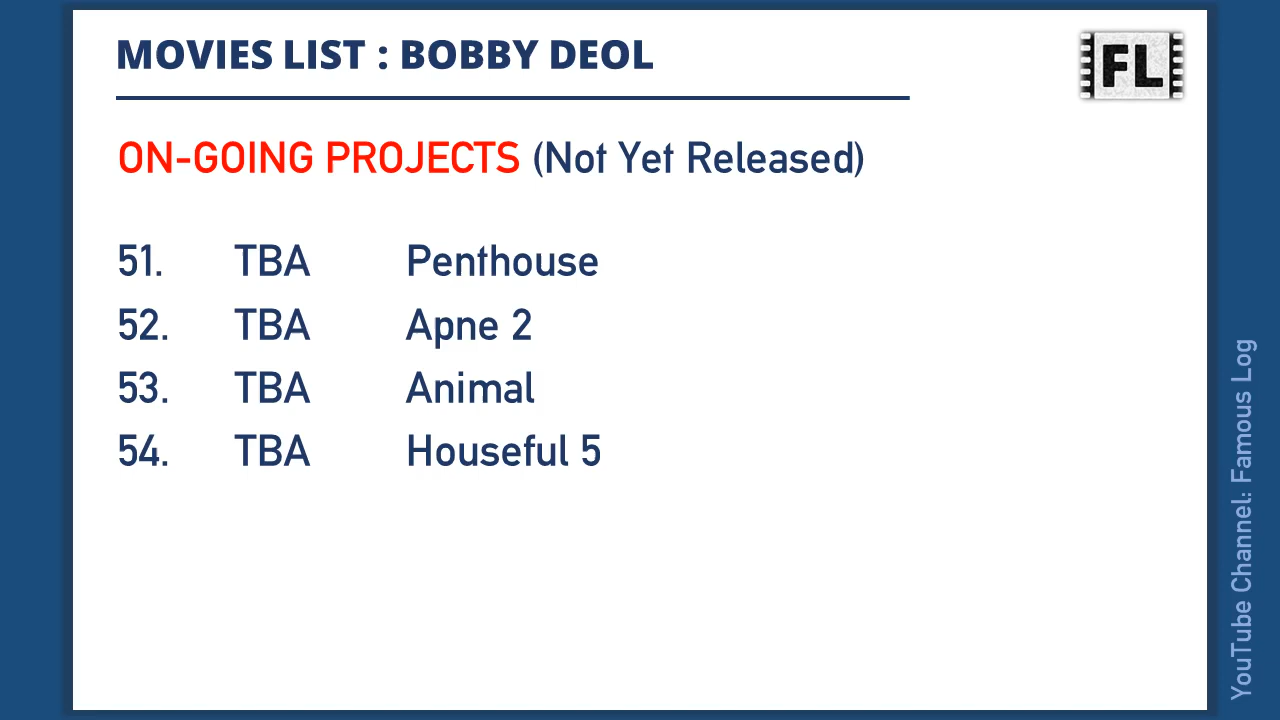 MOVIES LIST : BOBBY DEOL
FL
ON-GOING PROJECTS (Not Yet Released)
51. TBA Penthouse
52. TBA Apne 2
53. TBA Animal
54. TBA Houseful 5
YouTube Channel: Famous Log